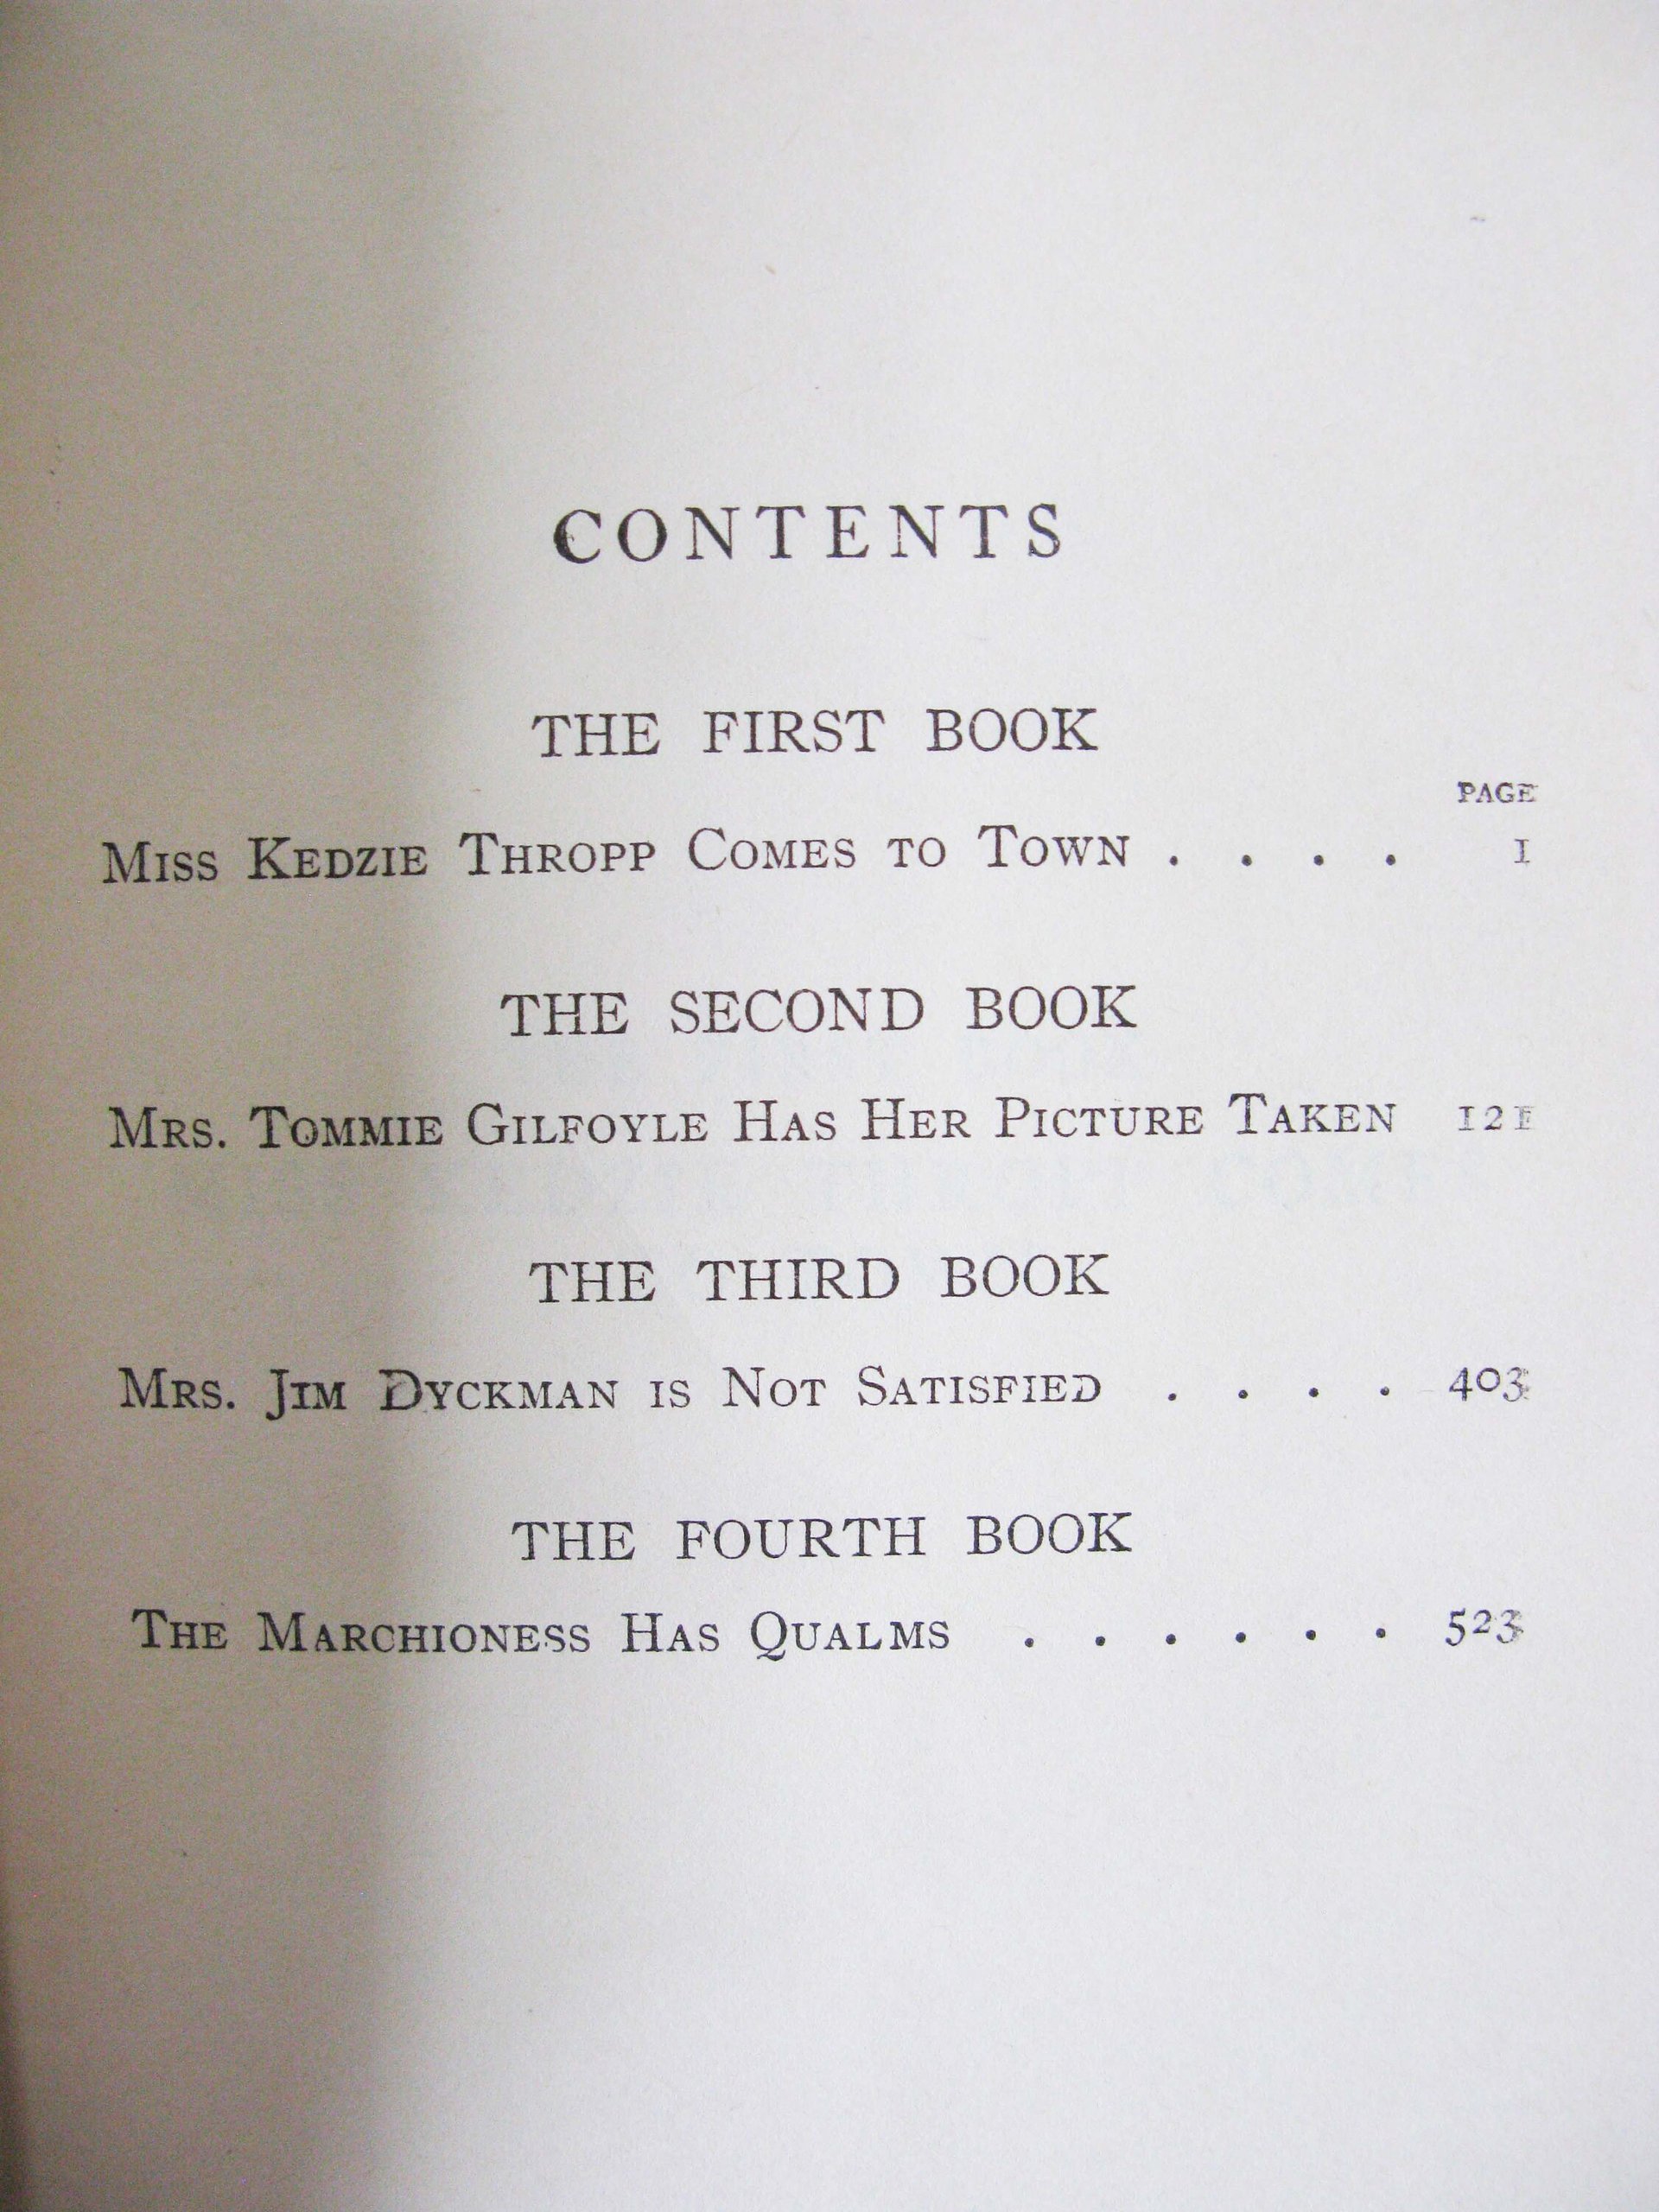 CONTENTS
THE FIRST BOOK
PAGE
Miss Kedzie Thropp Comes to Town . . . . 1
THE SECOND BOOK
Mrs. Tommie Gilfoyle Has Her Picture Taken 121
THE THIRD BOOK
Mrs. Jim Dyckman is Not Satisfied . . . . 403
THE FOURTH BOOK
The Marchioness Has Qualms . . . . . . 523